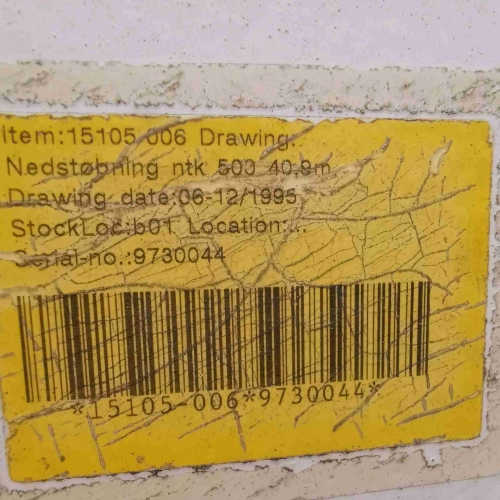 Item:15105 006 Drawing:
Nedstøbning ntk 500 40,9m
Drawing date:06-12/1995
StockLoc:b01 Location:...
Serial-no.:9730044
*15105-006*9730044*